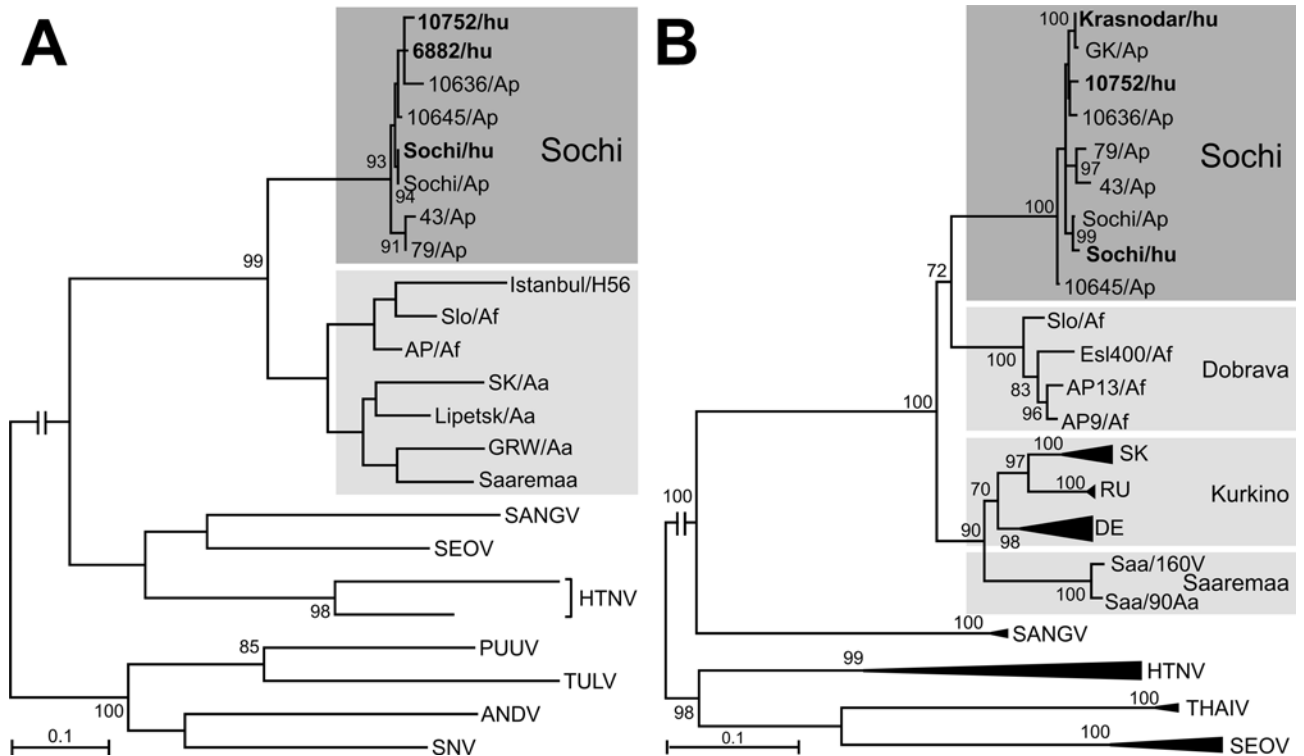 A
10752/hu
6882/hu
10636/Ap
10645/Ap
Sochi/hu
Sochi/Ap
43/Ap
79/Ap
Sochi
93
94
91
99
Istanbul/H56
Slo/Af
AP/Af
SK/Aa
Lipetsk/Aa
GRW/Aa
Saaremaa
SANGV
SEOV
98
HTNV
85
PUUV
TULV
100
ANDV
SNV
0.1
B
100
Krasnodar/hu
GK/Ap
10752/hu
10636/Ap
79/Ap
97
43/Ap
Sochi/Ap
99
Sochi/hu
10645/Ap
Sochi
100
72
Slo/Af
100
Esl400/Af
83
AP13/Af
96
AP9/Af
Dobrava
100
100
SK
97
100
RU
70
Kurkino
90
DE
98
Saa/160V
Saaremaa
100
Saa/90Aa
100
100
SANGV
99
HTNV
98
100
THAIV
100
SEOV
0.1